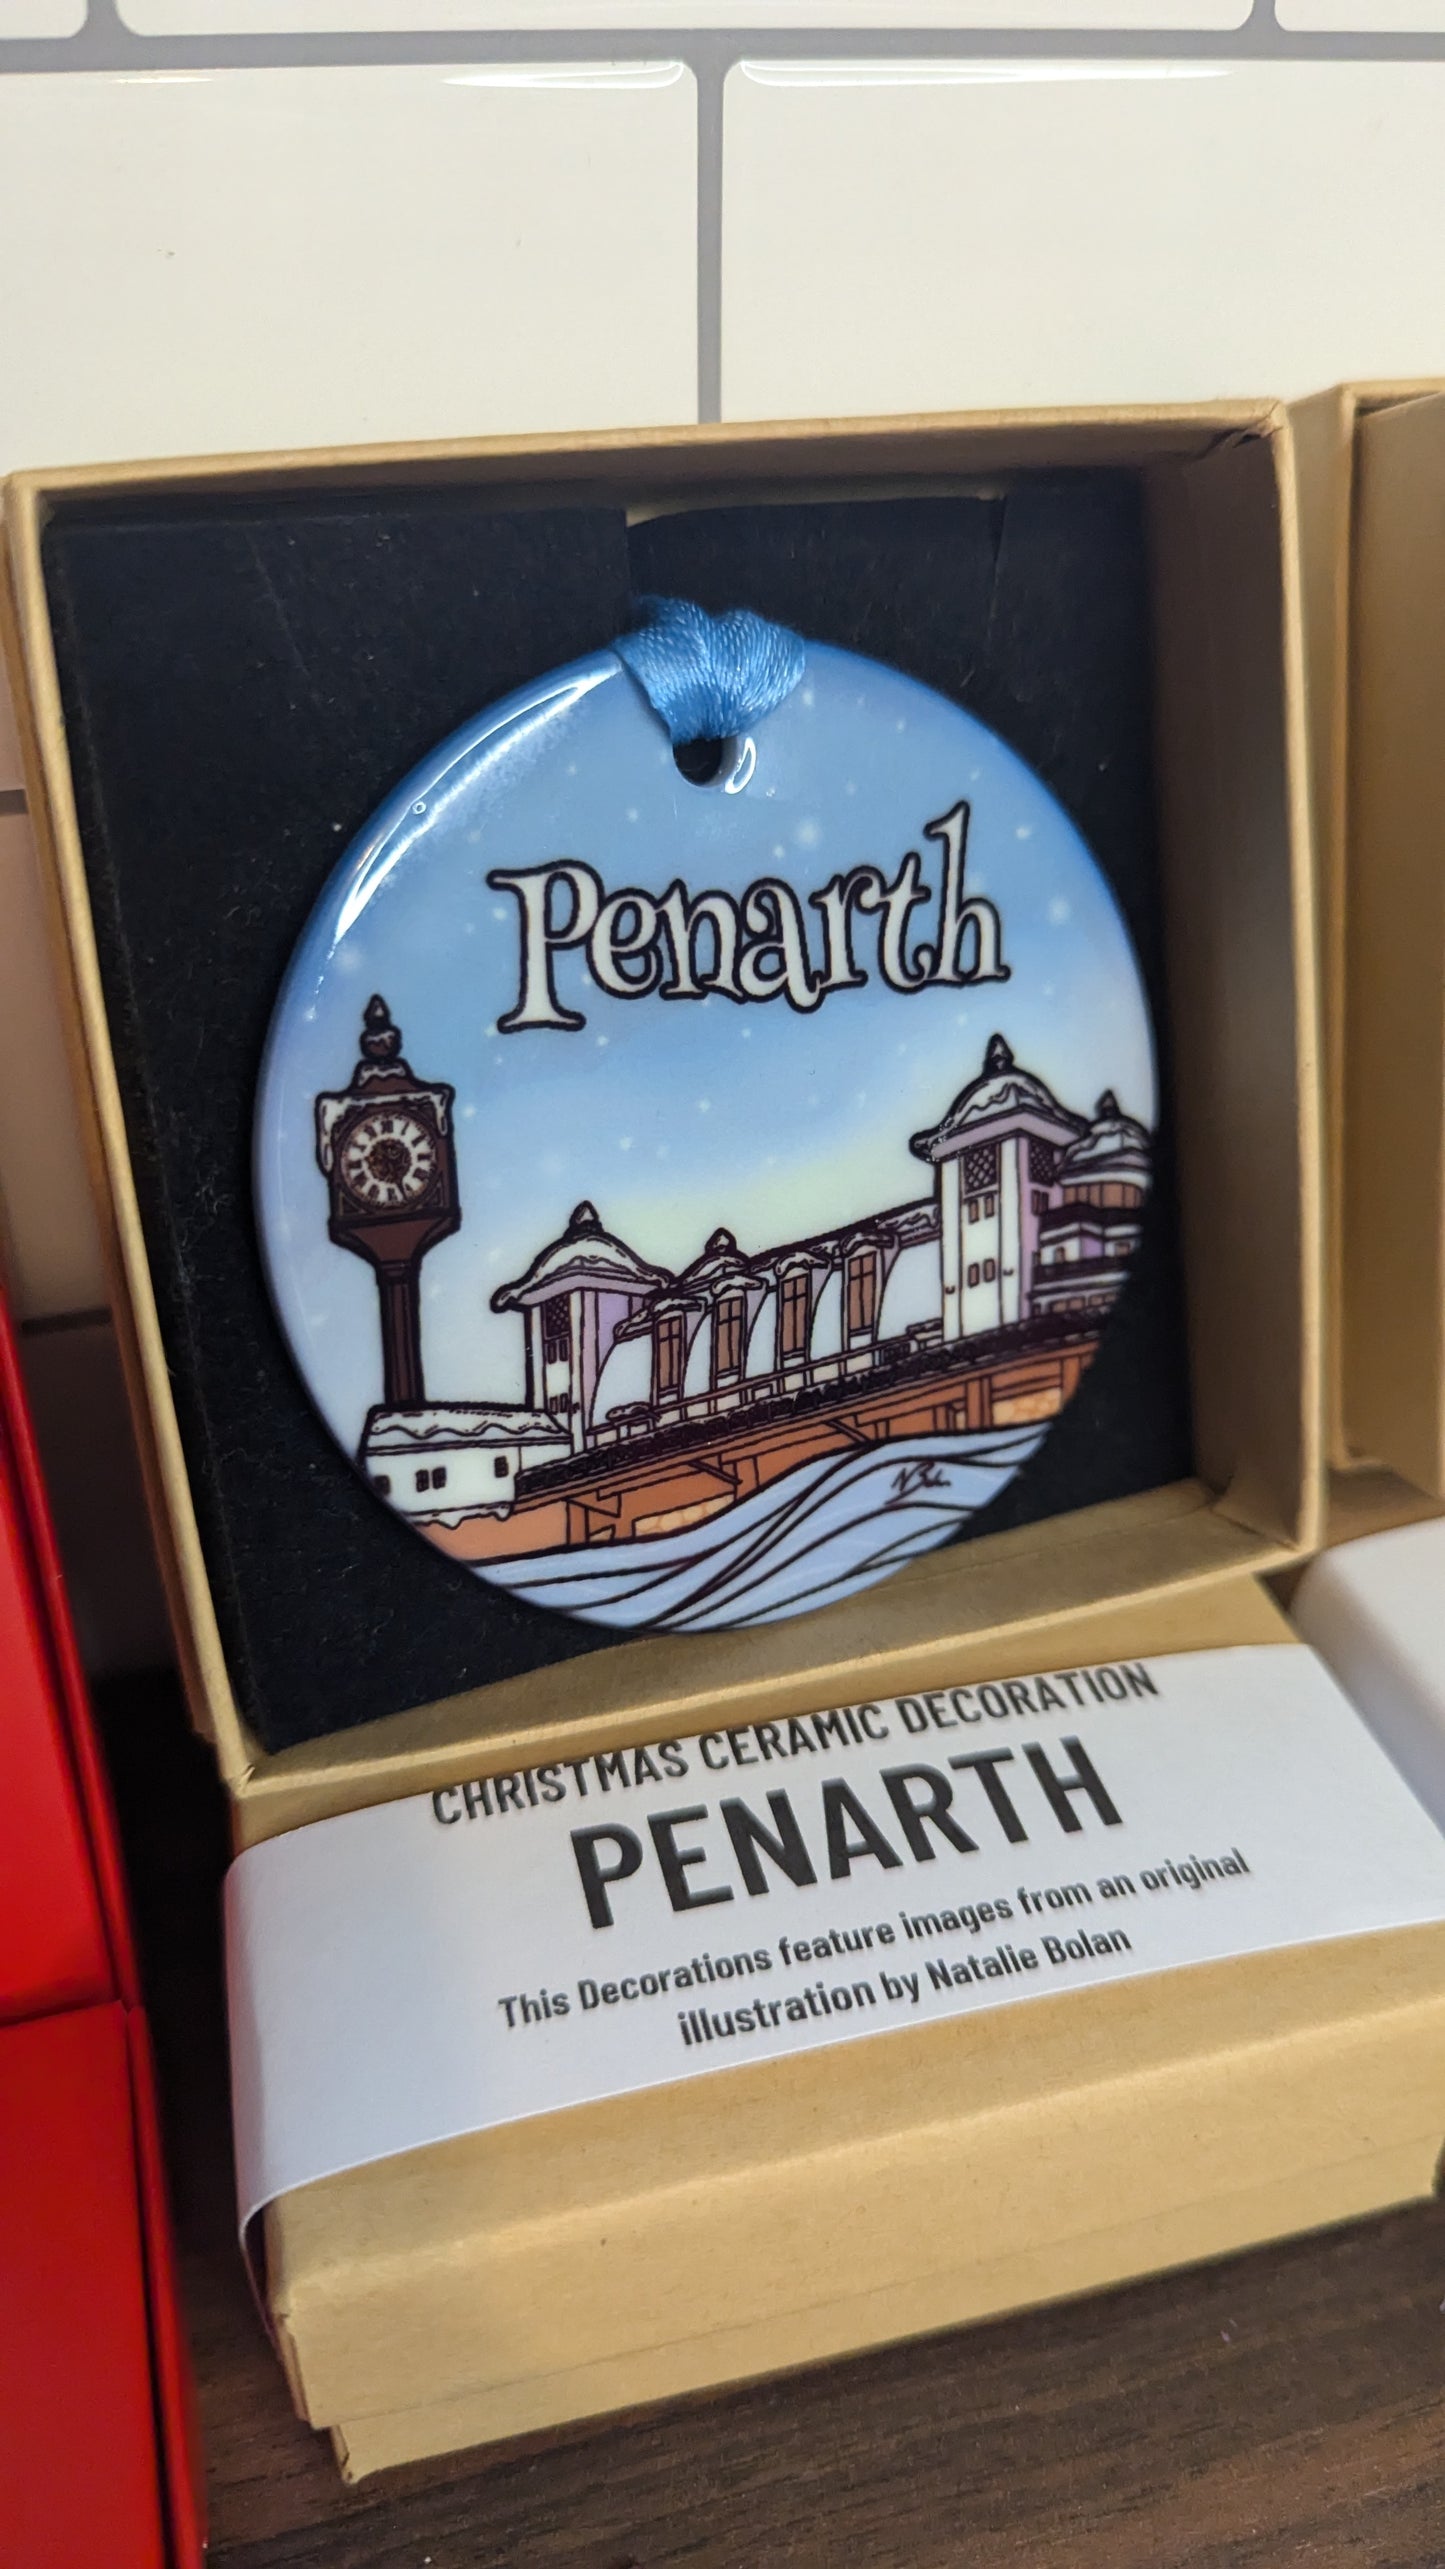 Penarth
CHRISTMAS CERAMIC DECORATION
PENARTH
This Decorations feature images from an original
illustration by Natalie Bolan